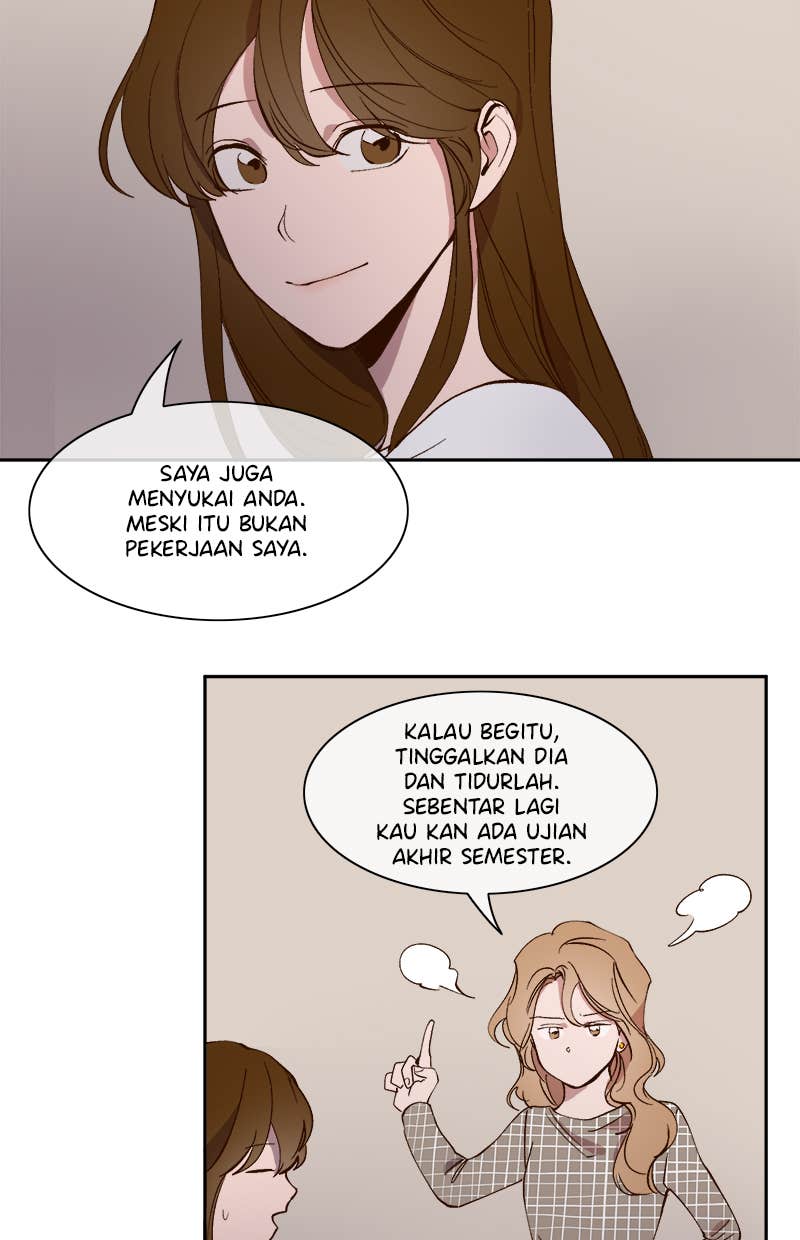 SAYA JUGA
MENYUKAI ANDA.
MESKI ITU BUKAN
PEKERJAAN SAYA.
KALAU BEGITU,
TINGGALKAN DIA
DAN TIDURLAH.
SEBENTAR LAGI
KAU KAN ADA UJIAN
AKHIR SEMESTER.